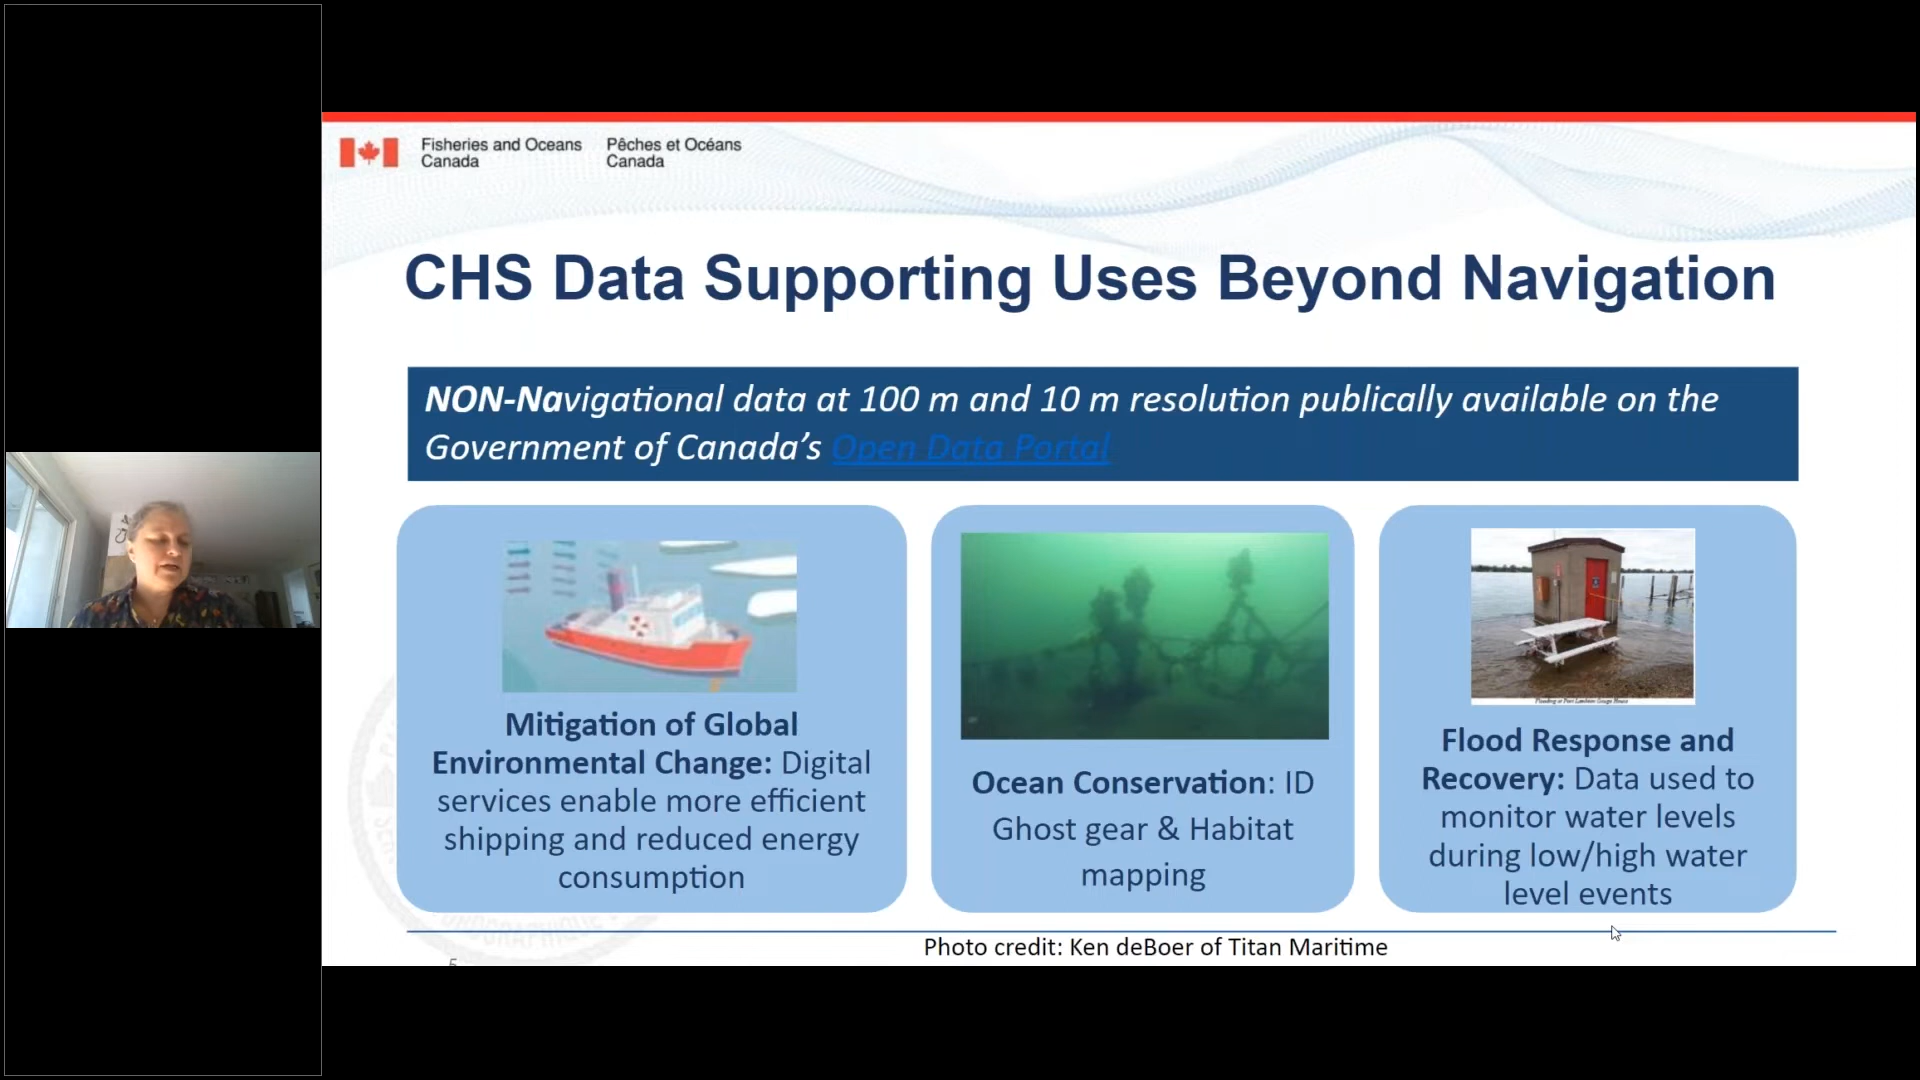 Fisheries and Oceans
Canada
Pêches et Océans
Canada
CHS Data Supporting Uses Beyond Navigation
NON-Navigational data at 100 m and 10 m resolution publically available on the
Government of Canada’s Open Data Portal
Mitigation of Global
Environmental Change: Digital
services enable more efficient
shipping and reduced energy
consumption
Ocean Conservation: ID
Ghost gear & Habitat
mapping
Flood Response and
Recovery: Data used to
monitor water levels
during low/high water
level events
Photo credit: Ken deBoer of Titan Maritime
5